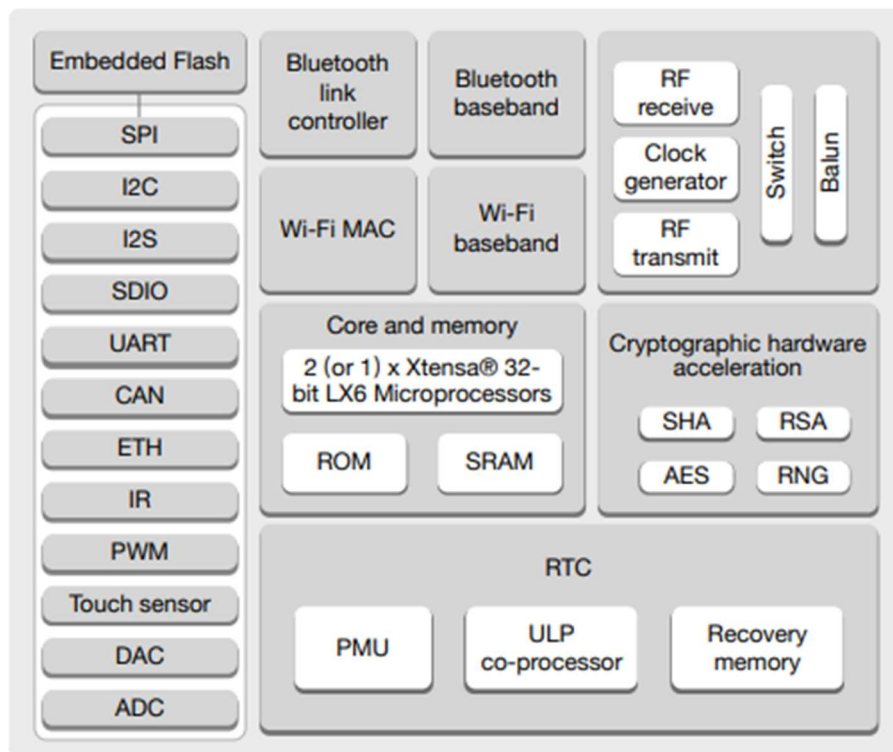 Embedded Flash
SPI
I2C
I2S
SDIO
UART
CAN
ETH
IR
PWM
Touch sensor
DAC
ADC
Bluetooth
link
controller
Bluetooth
baseband
Wi-Fi MAC
Wi-Fi
baseband
RF
receive
Clock
generator
RF
transmit
Switch
Balun
Core and memory
2 (or 1) x Xtensa® 32-
bit LX6 Microprocessors
ROM
SRAM
Cryptographic hardware
acceleration
SHA
RSA
AES
RNG
RTC
PMU
ULP
co-processor
Recovery
memory